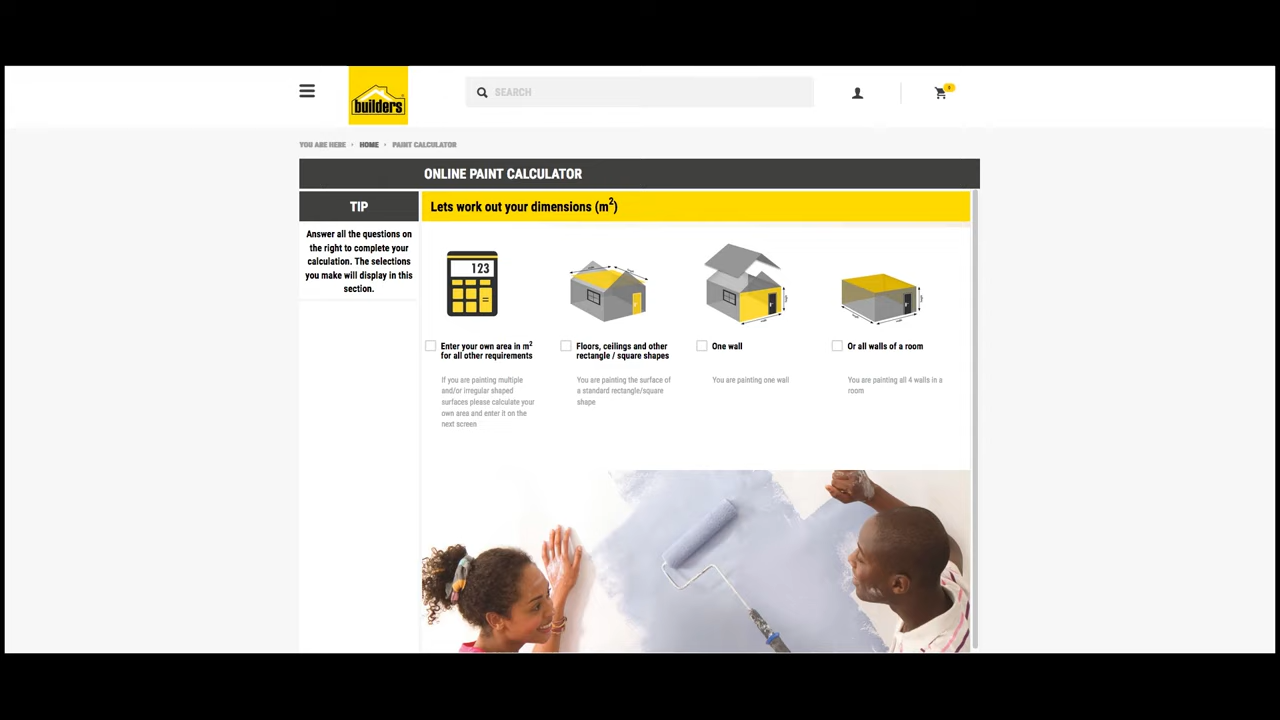 builders
SEARCH
0
YOU ARE HERE › HOME › PAINT CALCULATOR
ONLINE PAINT CALCULATOR
TIP
Answer all the questions on
the right to complete your
calculation. The selections
you make will display in this
section.
Lets work out your dimensions (m²)
123
Enter your own area in m²
for all other requirements
If you are painting multiple
and/or irregular shaped
surfaces please calculate your
own area and enter it on the
next screen
Floors, ceilings and other
rectangle / square shapes
You are painting the surface of
a standard rectangle/square
shape
One wall
You are painting one wall
Or all walls of a room
You are painting all 4 walls in a
room